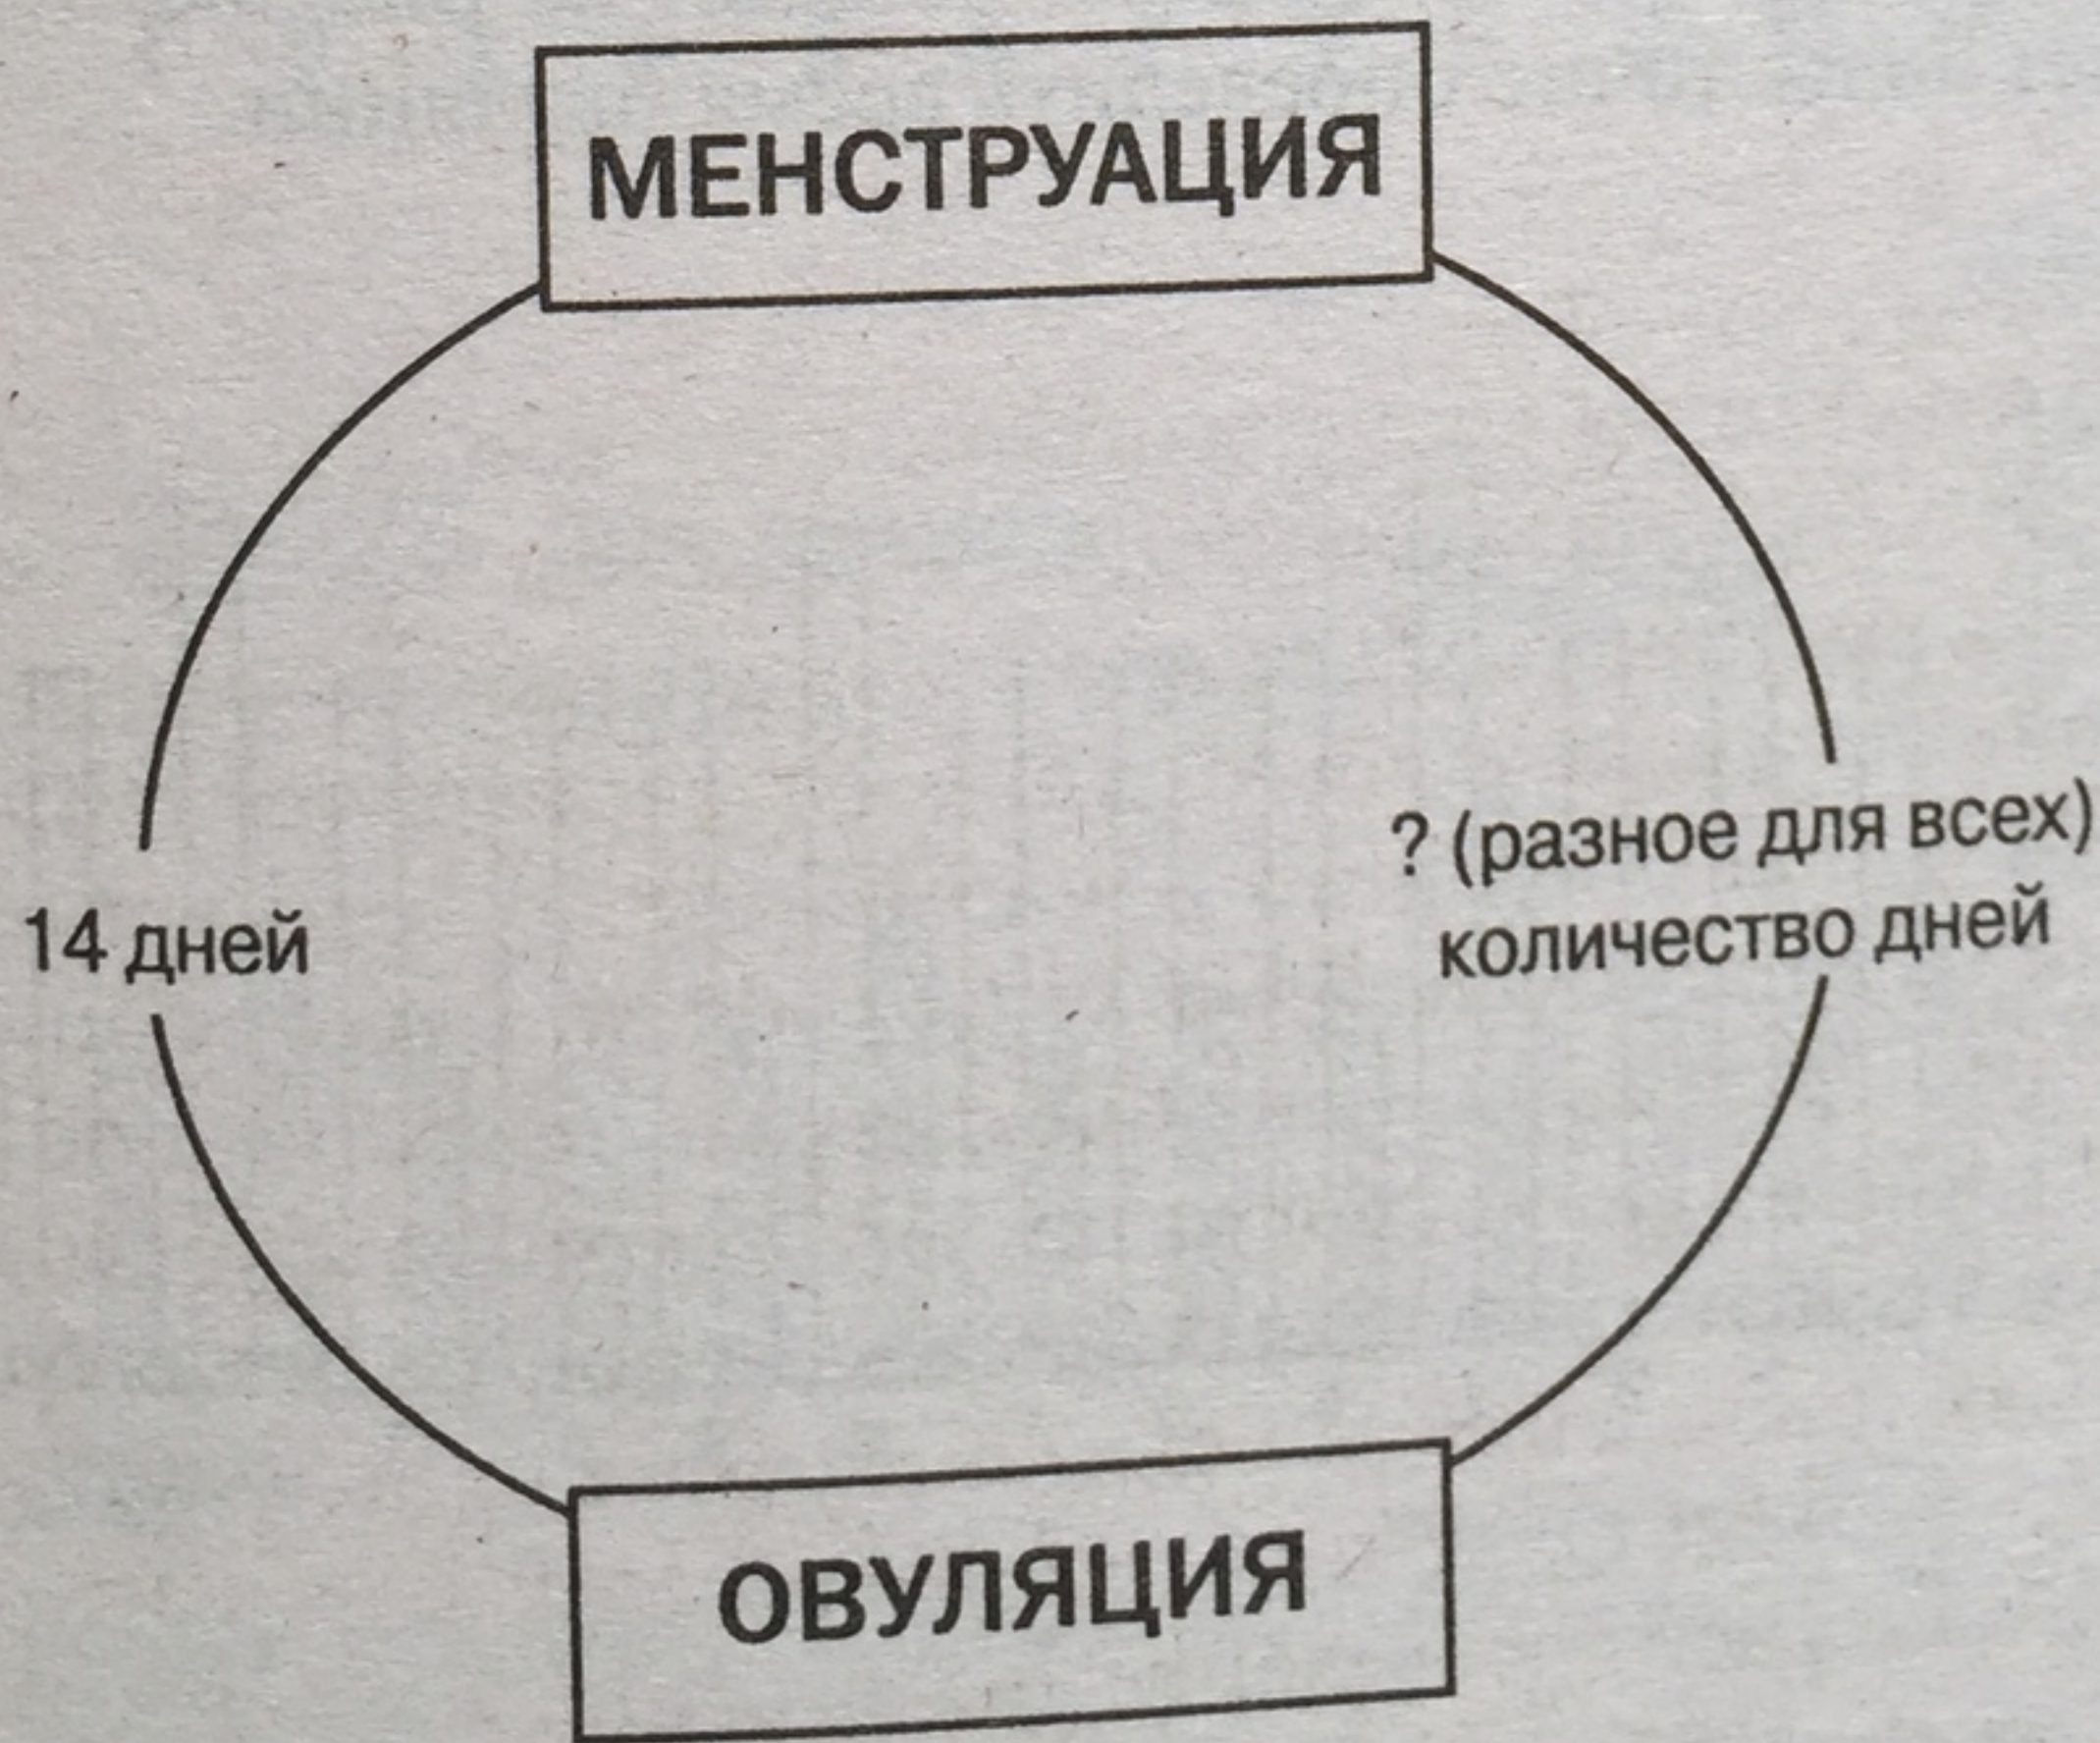 МЕНСТРУАЦИЯ
? (разное для всех)
количество дней
14 дней
ОВУЛЯЦИЯ